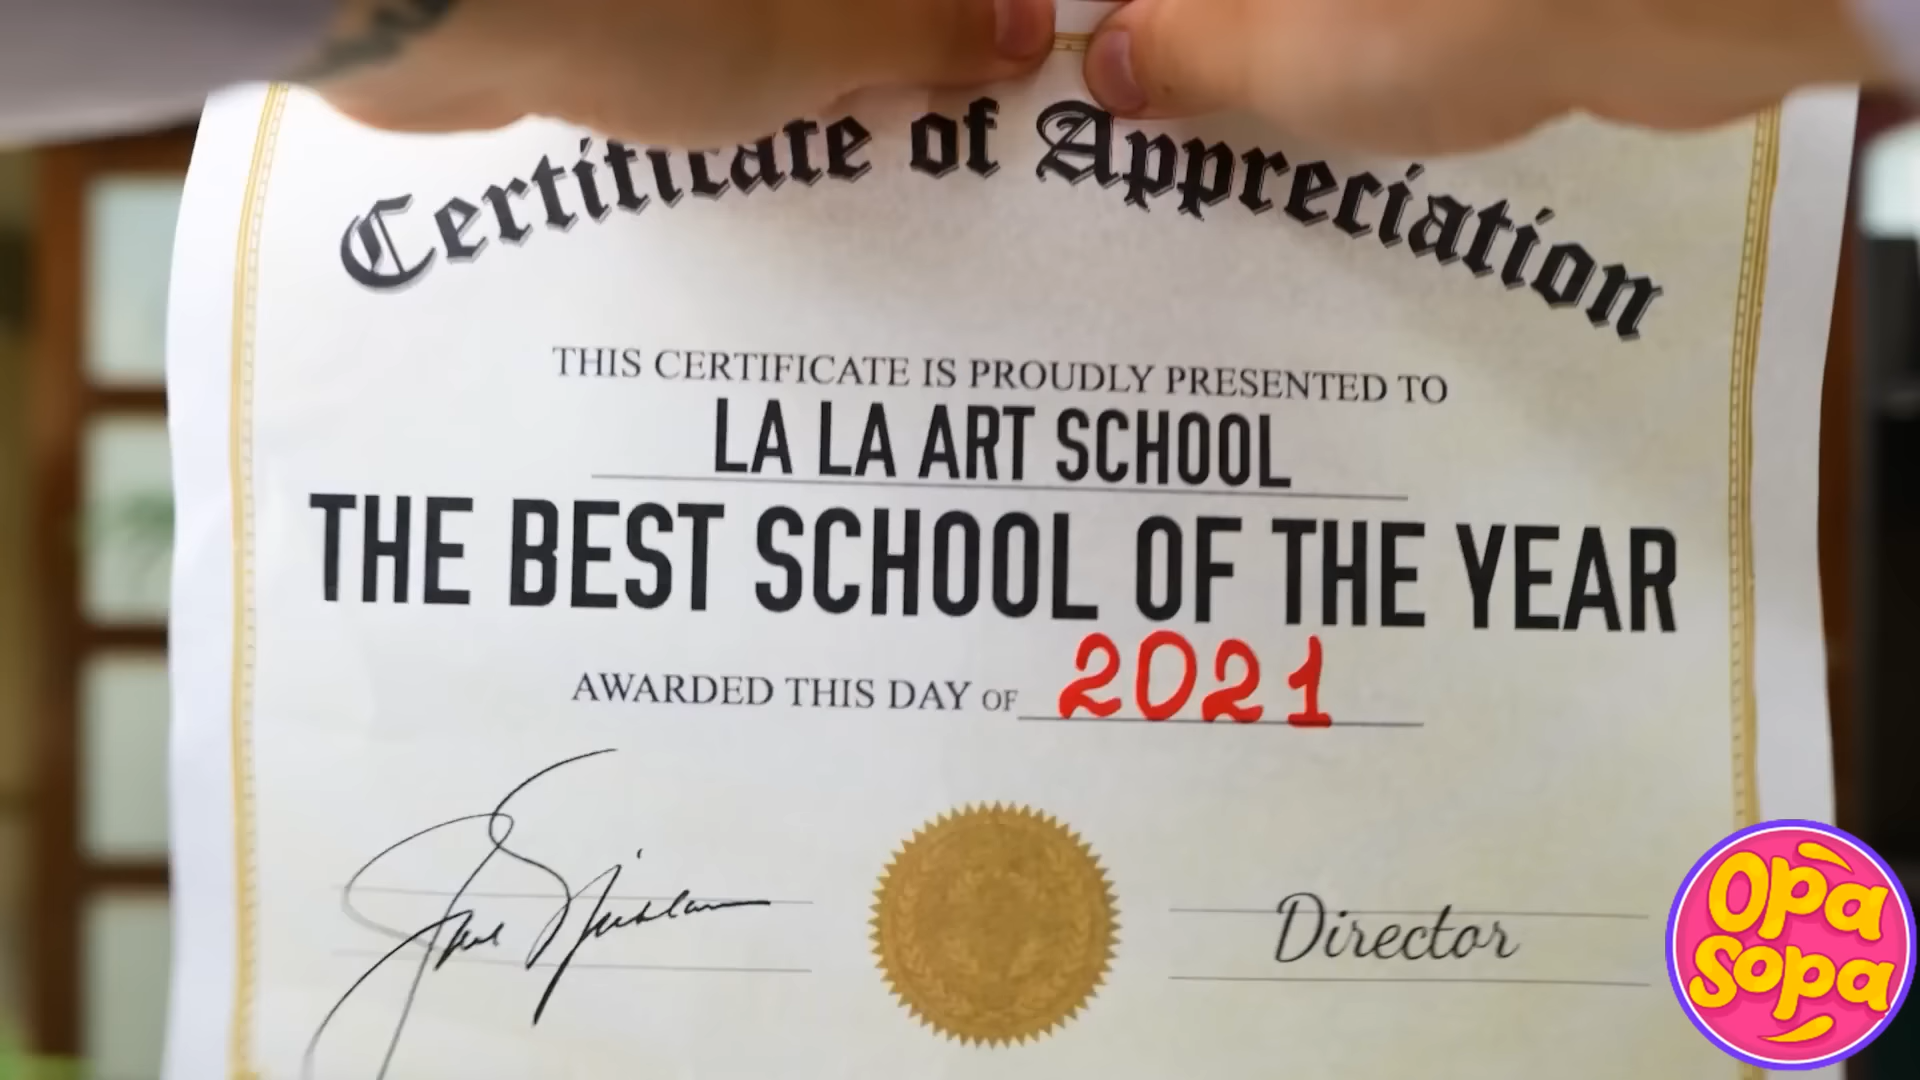 Certificate of Appreciation
THIS CERTIFICATE IS PROUDLY PRESENTED TO
LA LA ART SCHOOL
THE BEST SCHOOL OF THE YEAR
AWARDED THIS DAY OF 2021
Director
Opa
Sopa